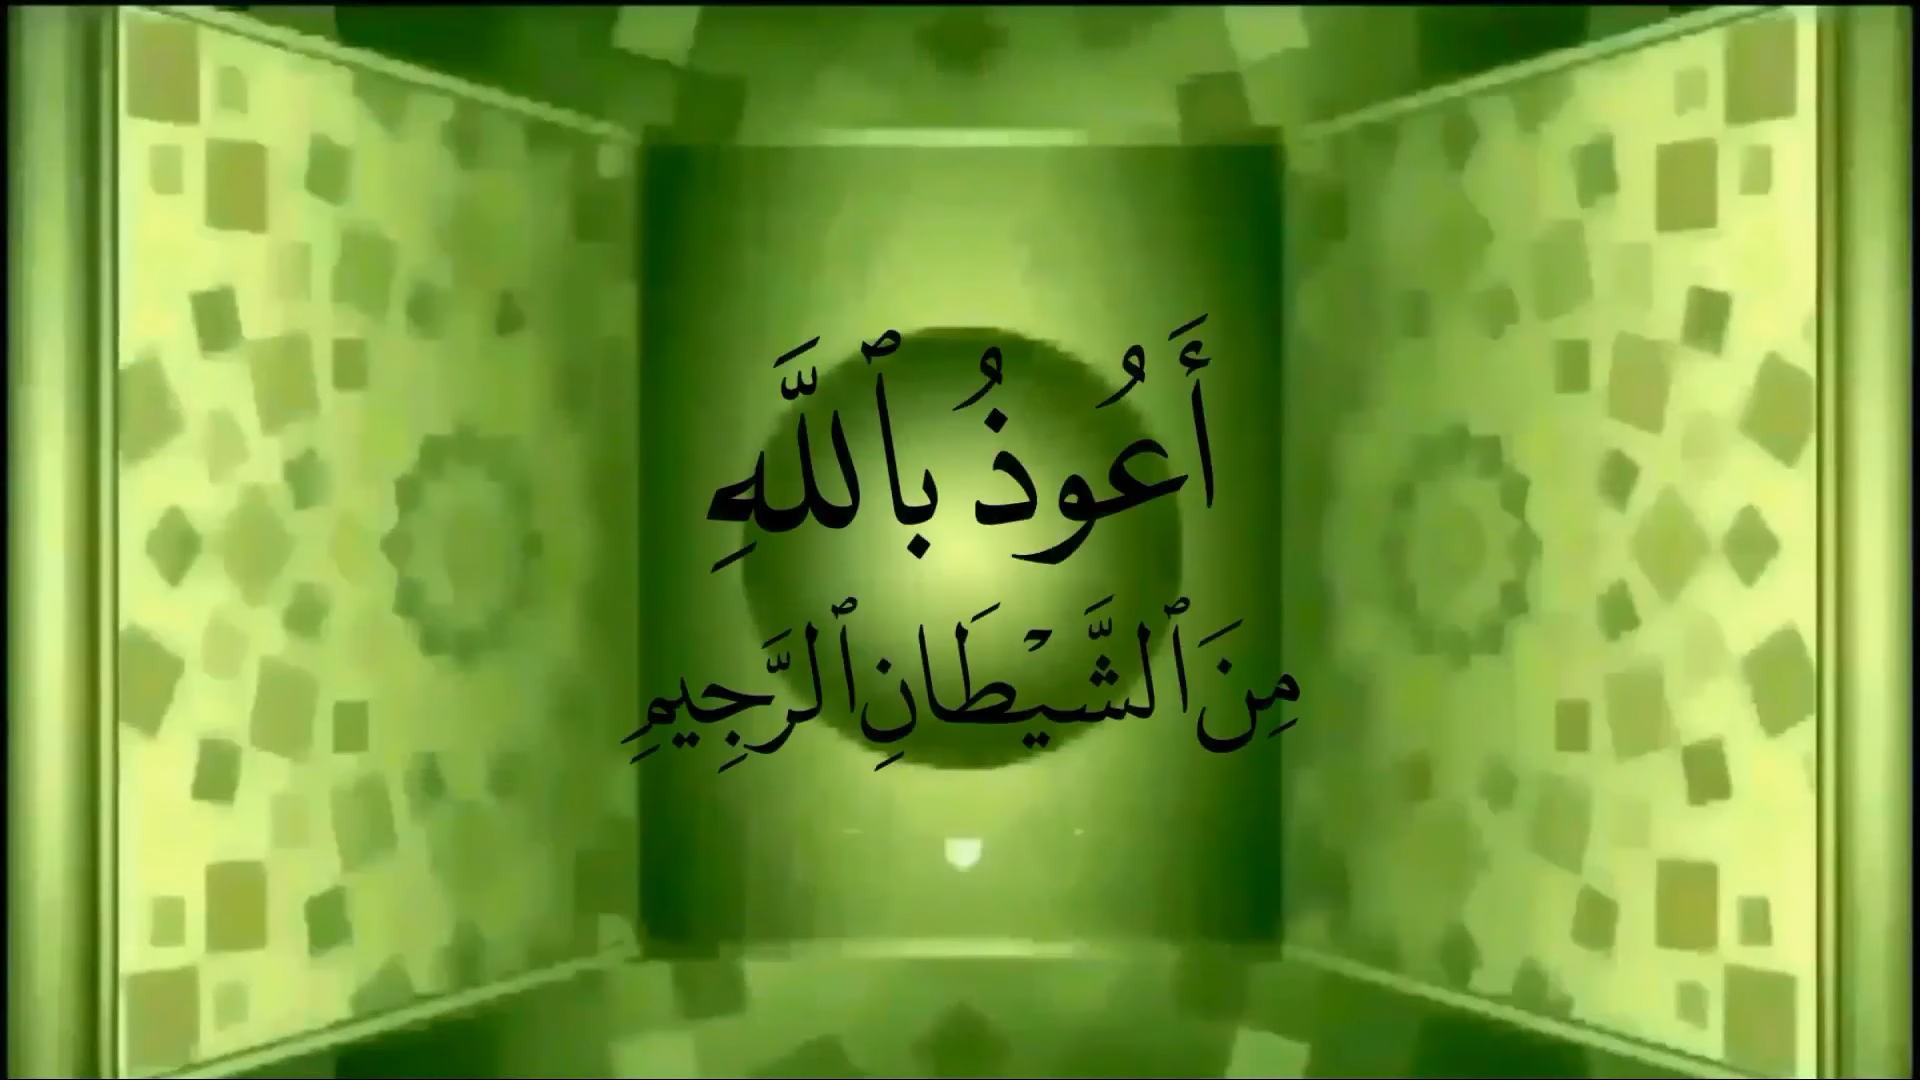 أَعُوذُ بِٱللَّهِ
مِنَ ٱلشَّيْطَانِ ٱلرَّجِيمِ